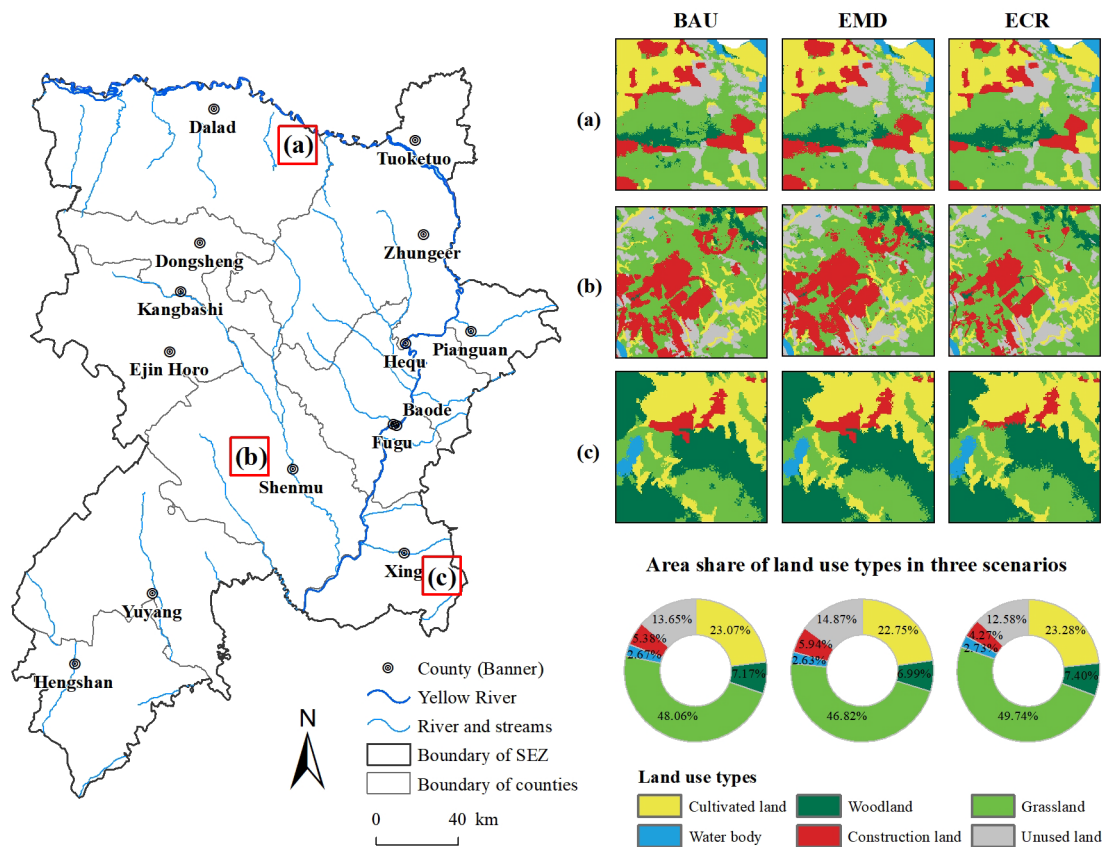 BAU EMD ECR
(a)
(b)
(c)
Dalad
(a)
Tuoketuo
Dongsheng
Zhungeer
Kangbashi
Ejin Horo
Pianguan
Hequ
Baode
Fugu
(b)
Shenmu
Xing
(c)
Yuyang
Hengshan
N
County (Banner)
Yellow River
River and streams
Boundary of SEZ
Boundary of counties
0 40 km
Area share of land use types in three scenarios
13.65%
23.07%
5.38%
2.67%
7.17%
48.06%
14.87%
22.75%
5.94%
2.63%
6.99%
46.82%
12.58%
23.28%
4.27%
2.73%
7.40%
49.74%
Land use types
Cultivated land Woodland Grassland
Water body Construction land Unused land